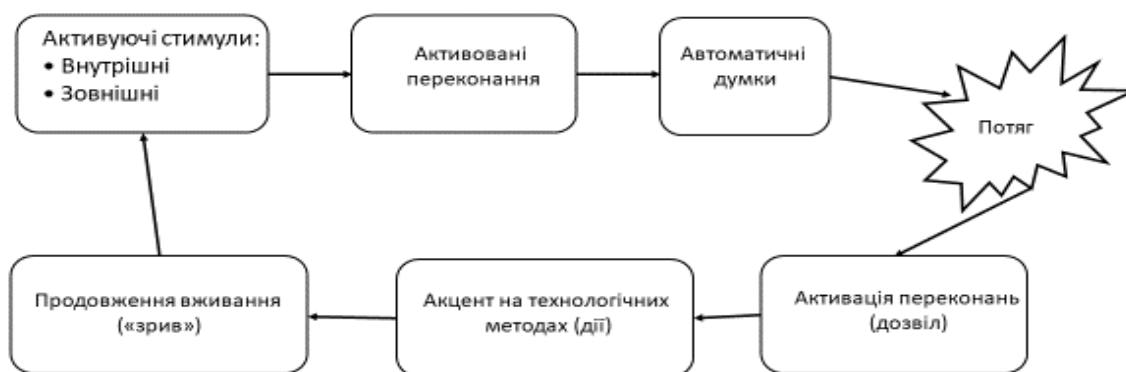 Активуючі стимули:
• Внутрішні
• Зовнішні
Активовані
переконання
Автоматичні
думки
Потяг
Активація переконань
(дозвіл)
Акцент на технологічних
методах (дії)
Продовження вживання
(«зрив»)